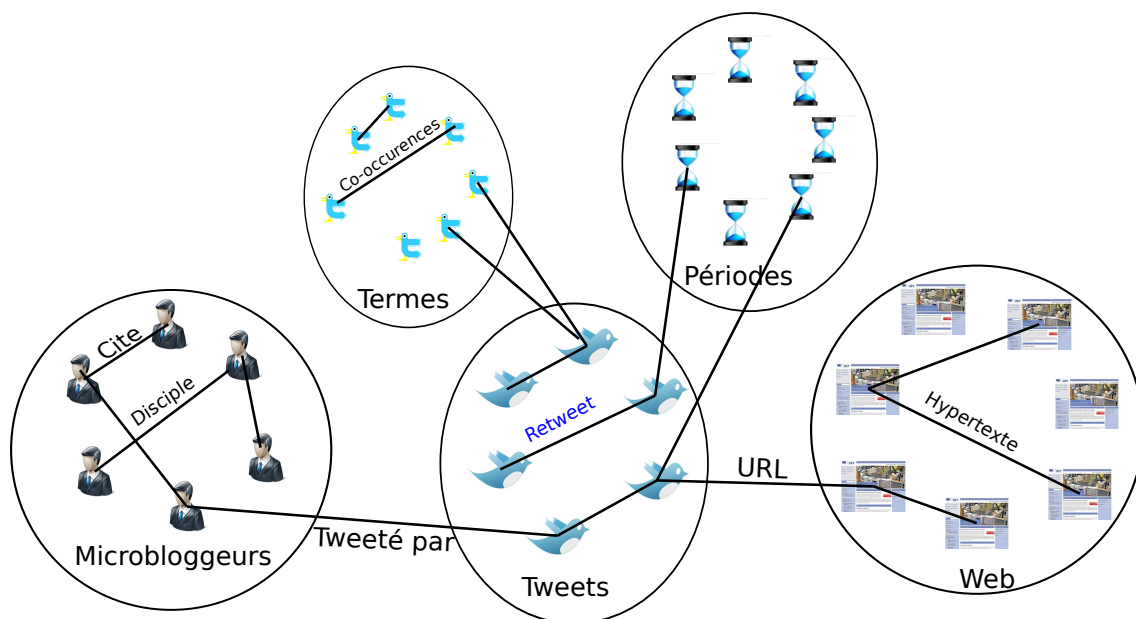 Co-occurences
Termes
Périodes
Cite
Disciple
Microbloggeurs
Tweeté par
Retweet
Tweets
URL
Hypertexte
Web